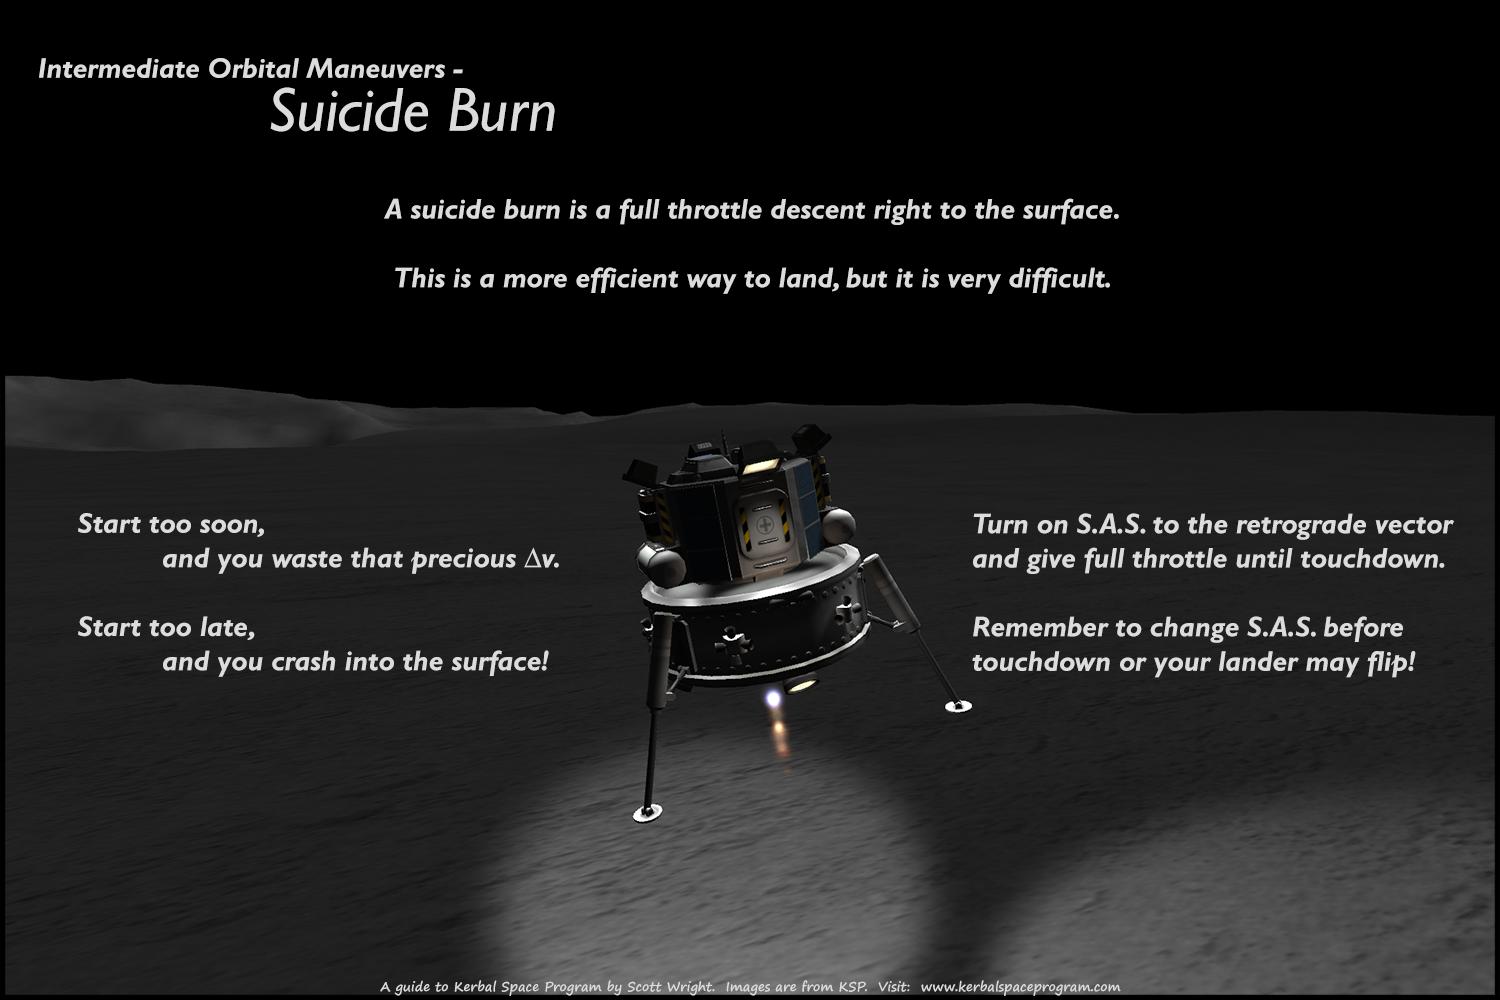 Intermediate Orbital Maneuvers -
Suicide Burn
A suicide burn is a full throttle descent right to the surface.
This is a more efficient way to land, but it is very difficult.
Start too soon,
and you waste that precious Δv.
Start too late,
and you crash into the surface!
Turn on S.A.S. to the retrograde vector
and give full throttle until touchdown.
Remember to change S.A.S. before
touchdown or your lander may flip!
A guide to Kerbal Space Program by Scott Wright. Images are from KSP. Visit: www.kerbalspaceprogram.com